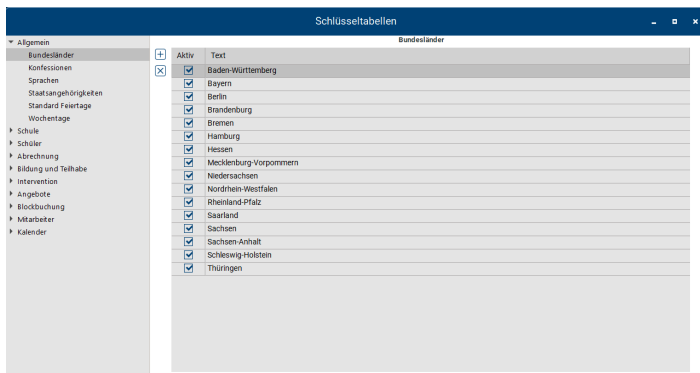 Schlüsseltabellen
Allgemein
Bundesländer
Konfessionen
Sprachen
Staatsangehörigkeiten
Standard Feiertage
Wochentage
Schule
Schüler
Abrechnung
Bildung und Teilhabe
Intervention
Angebote
Blockbuchung
Mitarbeiter
Kalender
Bundesländer
Aktiv Text
Baden-Württemberg
Bayern
Berlin
Brandenburg
Bremen
Hamburg
Hessen
Mecklenburg-Vorpommern
Niedersachsen
Nordrhein-Westfalen
Rheinland-Pfalz
Saarland
Sachsen
Sachsen-Anhalt
Schleswig-Holstein
Thüringen